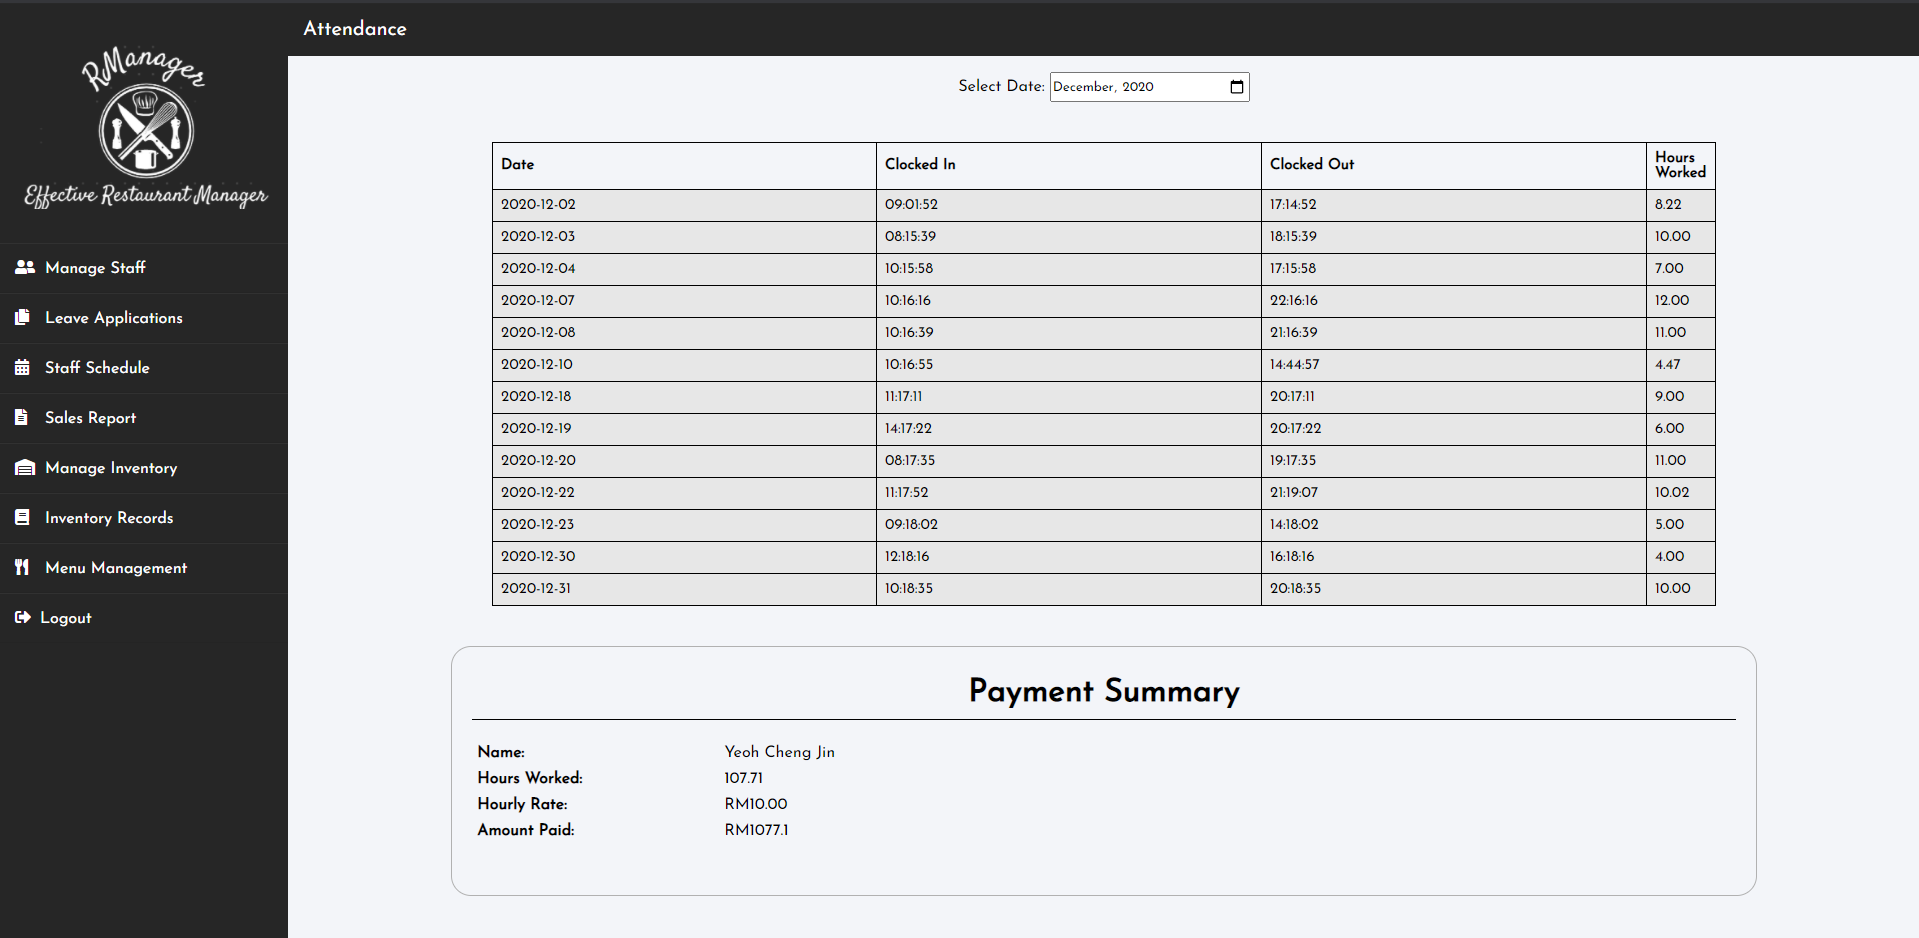 RManager
Effective Restaurant Manager
Manage Staff
Leave Applications
Staff Schedule
Sales Report
Manage Inventory
Inventory Records
Menu Management
Logout
Attendance
Select Date: December, 2020
Date Clocked In Clocked Out Hours Worked
2020-12-02 09:01:52 17:14:52 8.22
2020-12-03 08:15:39 18:15:39 10.00
2020-12-04 10:15:58 17:15:58 7.00
2020-12-07 10:16:16 22:16:16 12.00
2020-12-08 10:16:39 21:16:39 11.00
2020-12-10 10:16:55 14:44:57 4.47
2020-12-18 11:17:11 20:17:11 9.00
2020-12-19 14:17:22 20:17:22 6.00
2020-12-20 08:17:35 19:17:35 11.00
2020-12-22 11:17:52 21:19:07 10.02
2020-12-23 09:18:02 14:18:02 5.00
2020-12-30 12:18:16 16:18:16 4.00
2020-12-31 10:18:35 20:18:35 10.00
Payment Summary
Name: Yeoh Cheng Jin
Hours Worked: 107.71
Hourly Rate: RM10.00
Amount Paid: RM1077.1